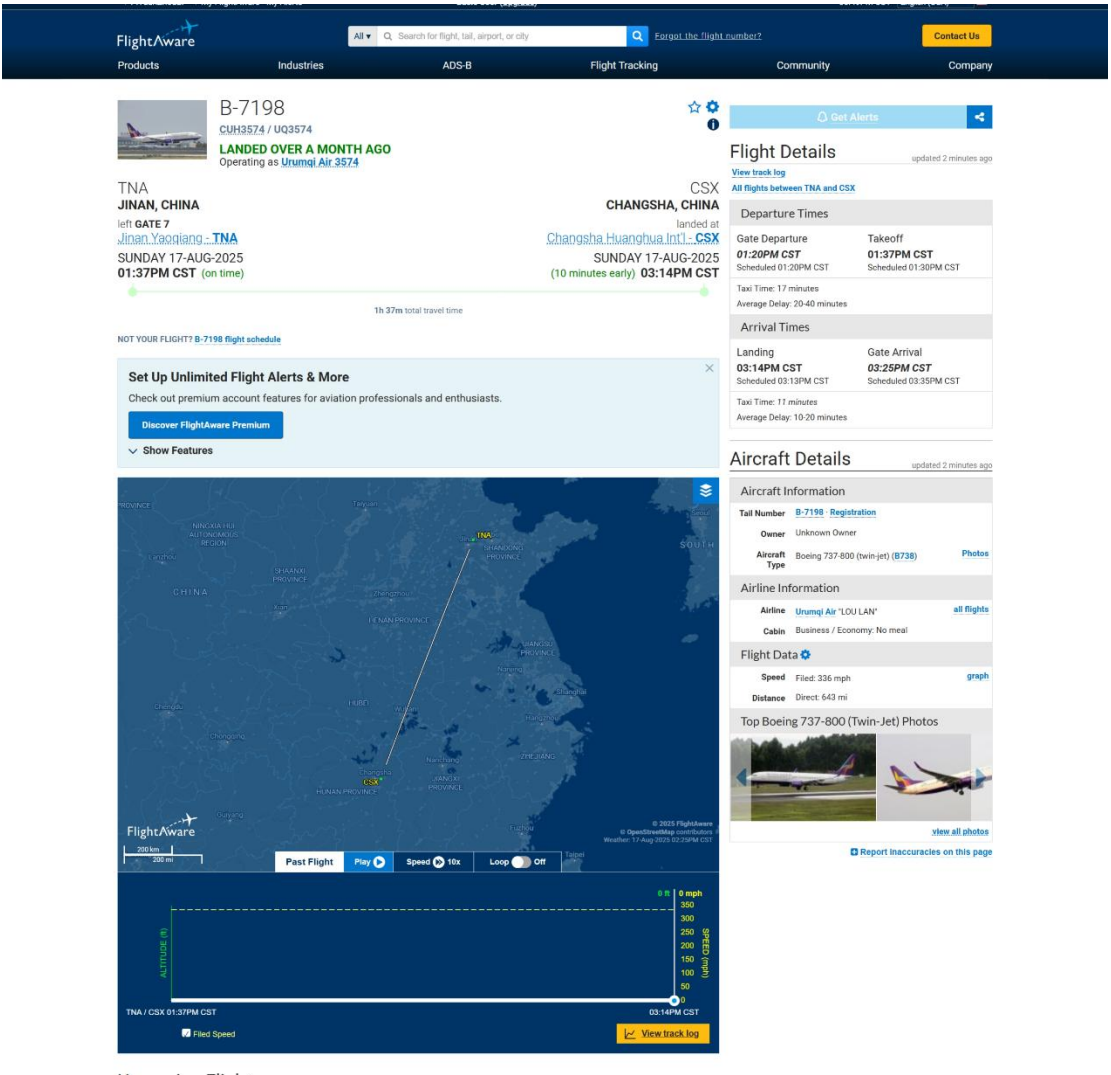 FlightAware
All ▾ Search for flight, tail, airport, or city
Forgot the flight number?
Contact Us
Products Industries ADS-B Flight Tracking Community Company
B-7198
CUH3574 / UQ3574
LANDED OVER A MONTH AGO
Operating as Urumqi Air 3574
TNA
JINAN, CHINA
left GATE 7
Jinan Yaoqiang - TNA
SUNDAY 17-AUG-2025
01:37PM CST (on time)
CSX
CHANGSHA, CHINA
landed at
Changsha Huanghua Int'l - CSX
SUNDAY 17-AUG-2025
(10 minutes early) 03:14PM CST
1h 37m total travel time
NOT YOUR FLIGHT? B-7198 flight schedule
Set Up Unlimited Flight Alerts & More
Check out premium account features for aviation professionals and enthusiasts.
Discover FlightAware Premium
Show Features
PROVINCE
Taiyuan
Seoul
NINGXIA HUI
AUTONOMOUS
REGION
TNA
SHANDONG
PROVINCE
SOUTH
Lanzhou
SHAANXI
PROVINCE
CHINA
Zhengzhou
Xian
HENAN PROVINCE
JIANGSU
PROVINCE
Nanjing
Shanghai
Chengdu
HUBEI
Wuhan
Hangzhou
Chongqing
ZHEJIANG
Nanchang
Changsha
CSX
JIANGXI
PROVINCE
HUNAN PROVINCE
Guiyang
Fuzhou
Taipei
FlightAware
200 km
200 mi
© 2025 FlightAware
© OpenStreetMap contributors
Weather: 17-Aug-2025 02:25PM CST
Past Flight Play Speed 10x Loop Off
0 ft 0 mph
350
300
250
200
150
100
50
0
ALTITUDE (ft)
SPEED (mph)
TNA / CSX 01:37PM CST 03:14PM CST
Filed Speed
View track log
Get Alerts
Flight Details updated 2 minutes ago
View track log
All flights between TNA and CSX
Departure Times
Gate Departure Takeoff
01:20PM CST 01:37PM CST
Scheduled 01:20PM CST Scheduled 01:30PM CST
Taxi Time: 17 minutes
Average Delay: 20-40 minutes
Arrival Times
Landing Gate Arrival
03:14PM CST 03:25PM CST
Scheduled 03:13PM CST Scheduled 03:35PM CST
Taxi Time: 11 minutes
Average Delay: 10-20 minutes
Aircraft Details updated 2 minutes ago
Aircraft Information
Tail Number B-7198 · Registration
Owner Unknown Owner
Aircraft Type Boeing 737-800 (twin-jet) (B738) Photos
Airline Information
Airline Urumqi Air "LOU LAN" all flights
Cabin Business / Economy: No meal
Flight Data
Speed Filed: 336 mph graph
Distance Direct: 643 mi
Top Boeing 737-800 (Twin-Jet) Photos
view all photos
Report inaccuracies on this page